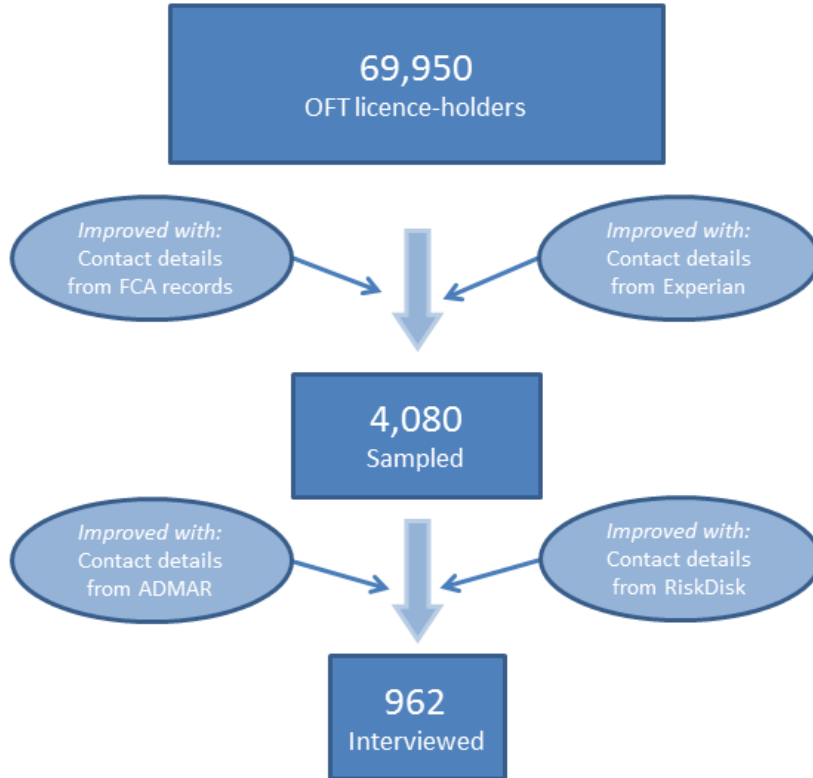 69,950
OFT licence-holders
Improved with:
Contact details
from FCA records
Improved with:
Contact details
from Experian
4,080
Sampled
Improved with:
Contact details
from ADMAR
Improved with:
Contact details
from RiskDisk
962
Interviewed